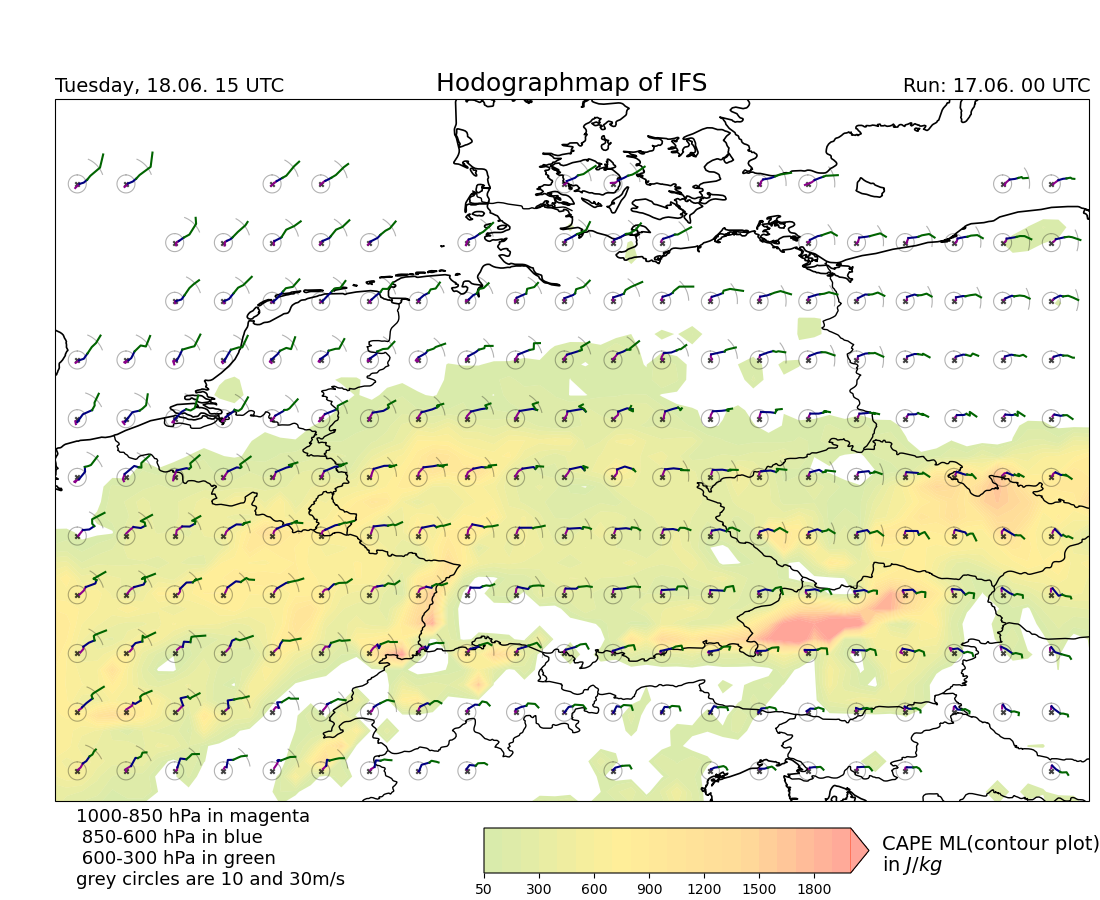 Hodographmap of IFS
Tuesday, 18.06. 15 UTC
Run: 17.06. 00 UTC
1000-850 hPa in magenta
850-600 hPa in blue
600-300 hPa in green
grey circles are 10 and 30m/s
50 300 600 900 1200 1500 1800
CAPE ML(contour plot)
in J/kg